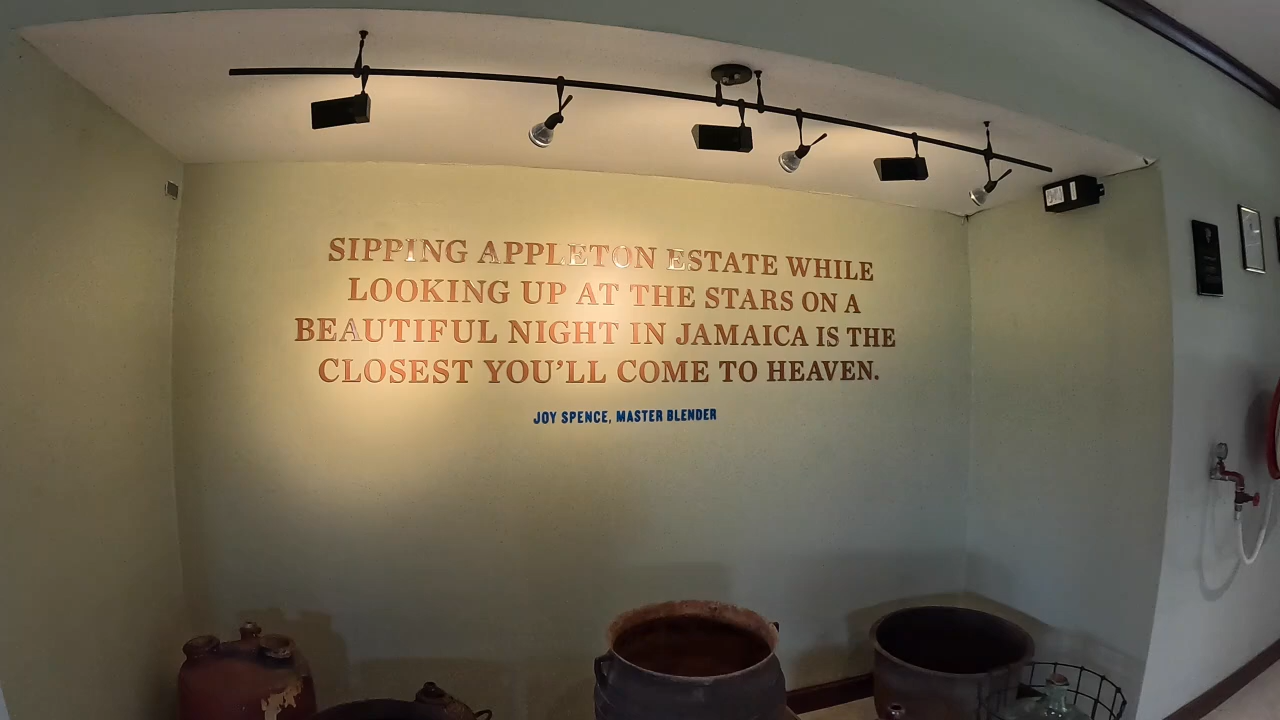 SIPPING APPLETON ESTATE WHILE
LOOKING UP AT THE STARS ON A
BEAUTIFUL NIGHT IN JAMAICA IS THE
CLOSEST YOU'LL COME TO HEAVEN.
JOY SPENCE, MASTER BLENDER